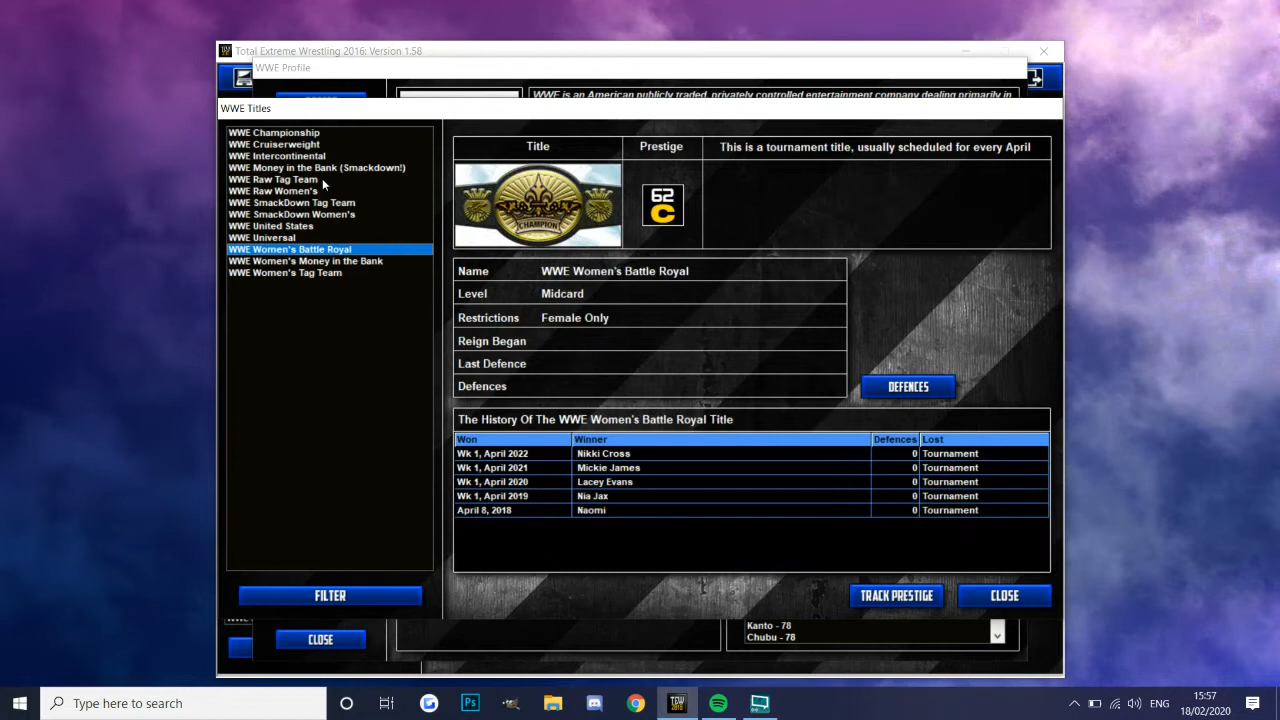 Total Extreme Wrestling 2016: Version 1.58
WWE Profile
WWE is an American publicly traded, privately controlled entertainment company dealing primarily in
WWE Titles
WWE Championship
WWE Cruiserweight
WWE Intercontinental
WWE Money in the Bank (Smackdown!)
WWE Raw Tag Team
WWE Raw Women's
WWE SmackDown Tag Team
WWE SmackDown Women's
WWE United States
WWE Universal
WWE Women's Battle Royal
WWE Women's Money in the Bank
WWE Women's Tag Team
FILTER
CLOSE
Title Prestige This is a tournament title, usually scheduled for every April
CHAMPION
62
C
Name WWE Women's Battle Royal
Level Midcard
Restrictions Female Only
Reign Began
Last Defence
Defences
DEFENCES
The History Of The WWE Women's Battle Royal Title
Won Winner Defences Lost
Wk 1, April 2022 Nikki Cross 0 Tournament
Wk 1, April 2021 Mickie James 0 Tournament
Wk 1, April 2020 Lacey Evans 0 Tournament
Wk 1, April 2019 Nia Jax 0 Tournament
April 8, 2018 Naomi 0 Tournament
TRACK PRESTIGE CLOSE
Kanto - 78
Chubu - 78
Type here to search
Ps
TEW
2016
ENG
15:57
18/02/2020